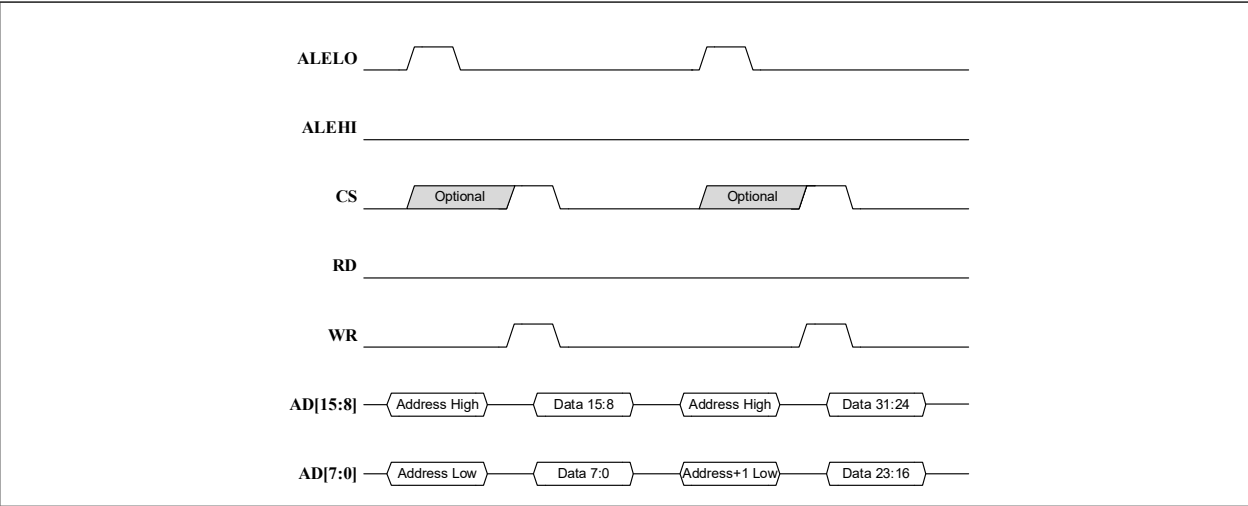 ALELO
ALEHI
CS Optional Optional
RD
WR
AD[15:8] Address High Data 15:8 Address High Data 31:24
AD[7:0] Address Low Data 7:0 Address+1 Low Data 23:16